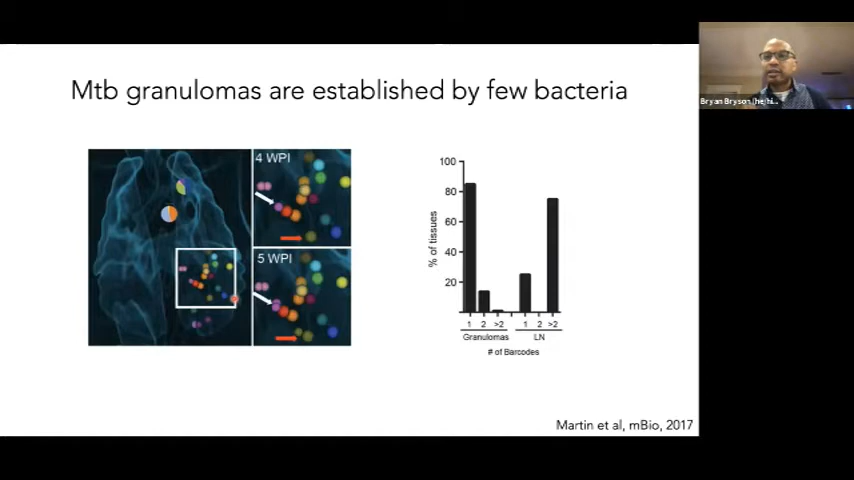 Mtb granulomas are established by few bacteria
4 WPI
5 WPI
100
80
60
40
20
% of tissues
1 2 >2 1 2 >2
Granulomas LN
# of Barcodes
Martin et al, mBio, 2017
Bryan Bryson (he/hi...